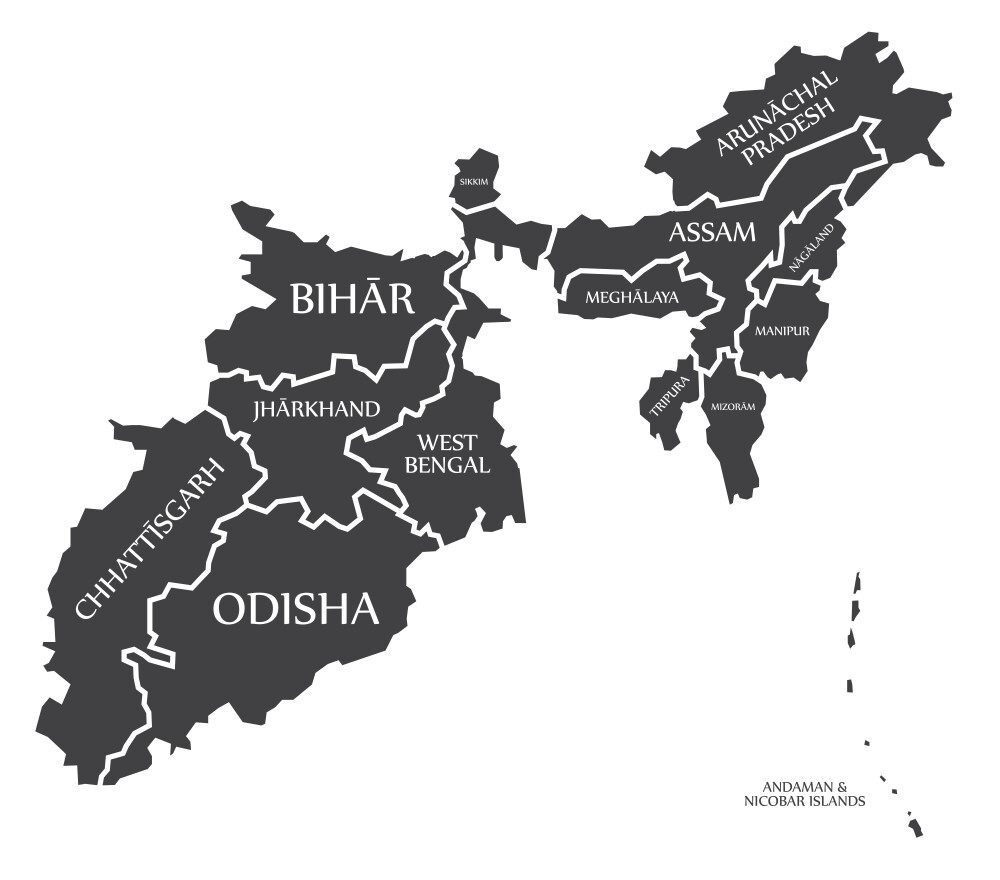 ARUNĀCHAL
PRADESH
SIKKIM
ASSAM
NĀGĀLAND
BIHĀR
MEGHĀLAYA
MANIPUR
TRIPURA
MIZORĀM
JHĀRKHAND
WEST
BENGAL
CHHATTĪSGARH
ODISHA
ANDAMAN &
NICOBAR ISLANDS